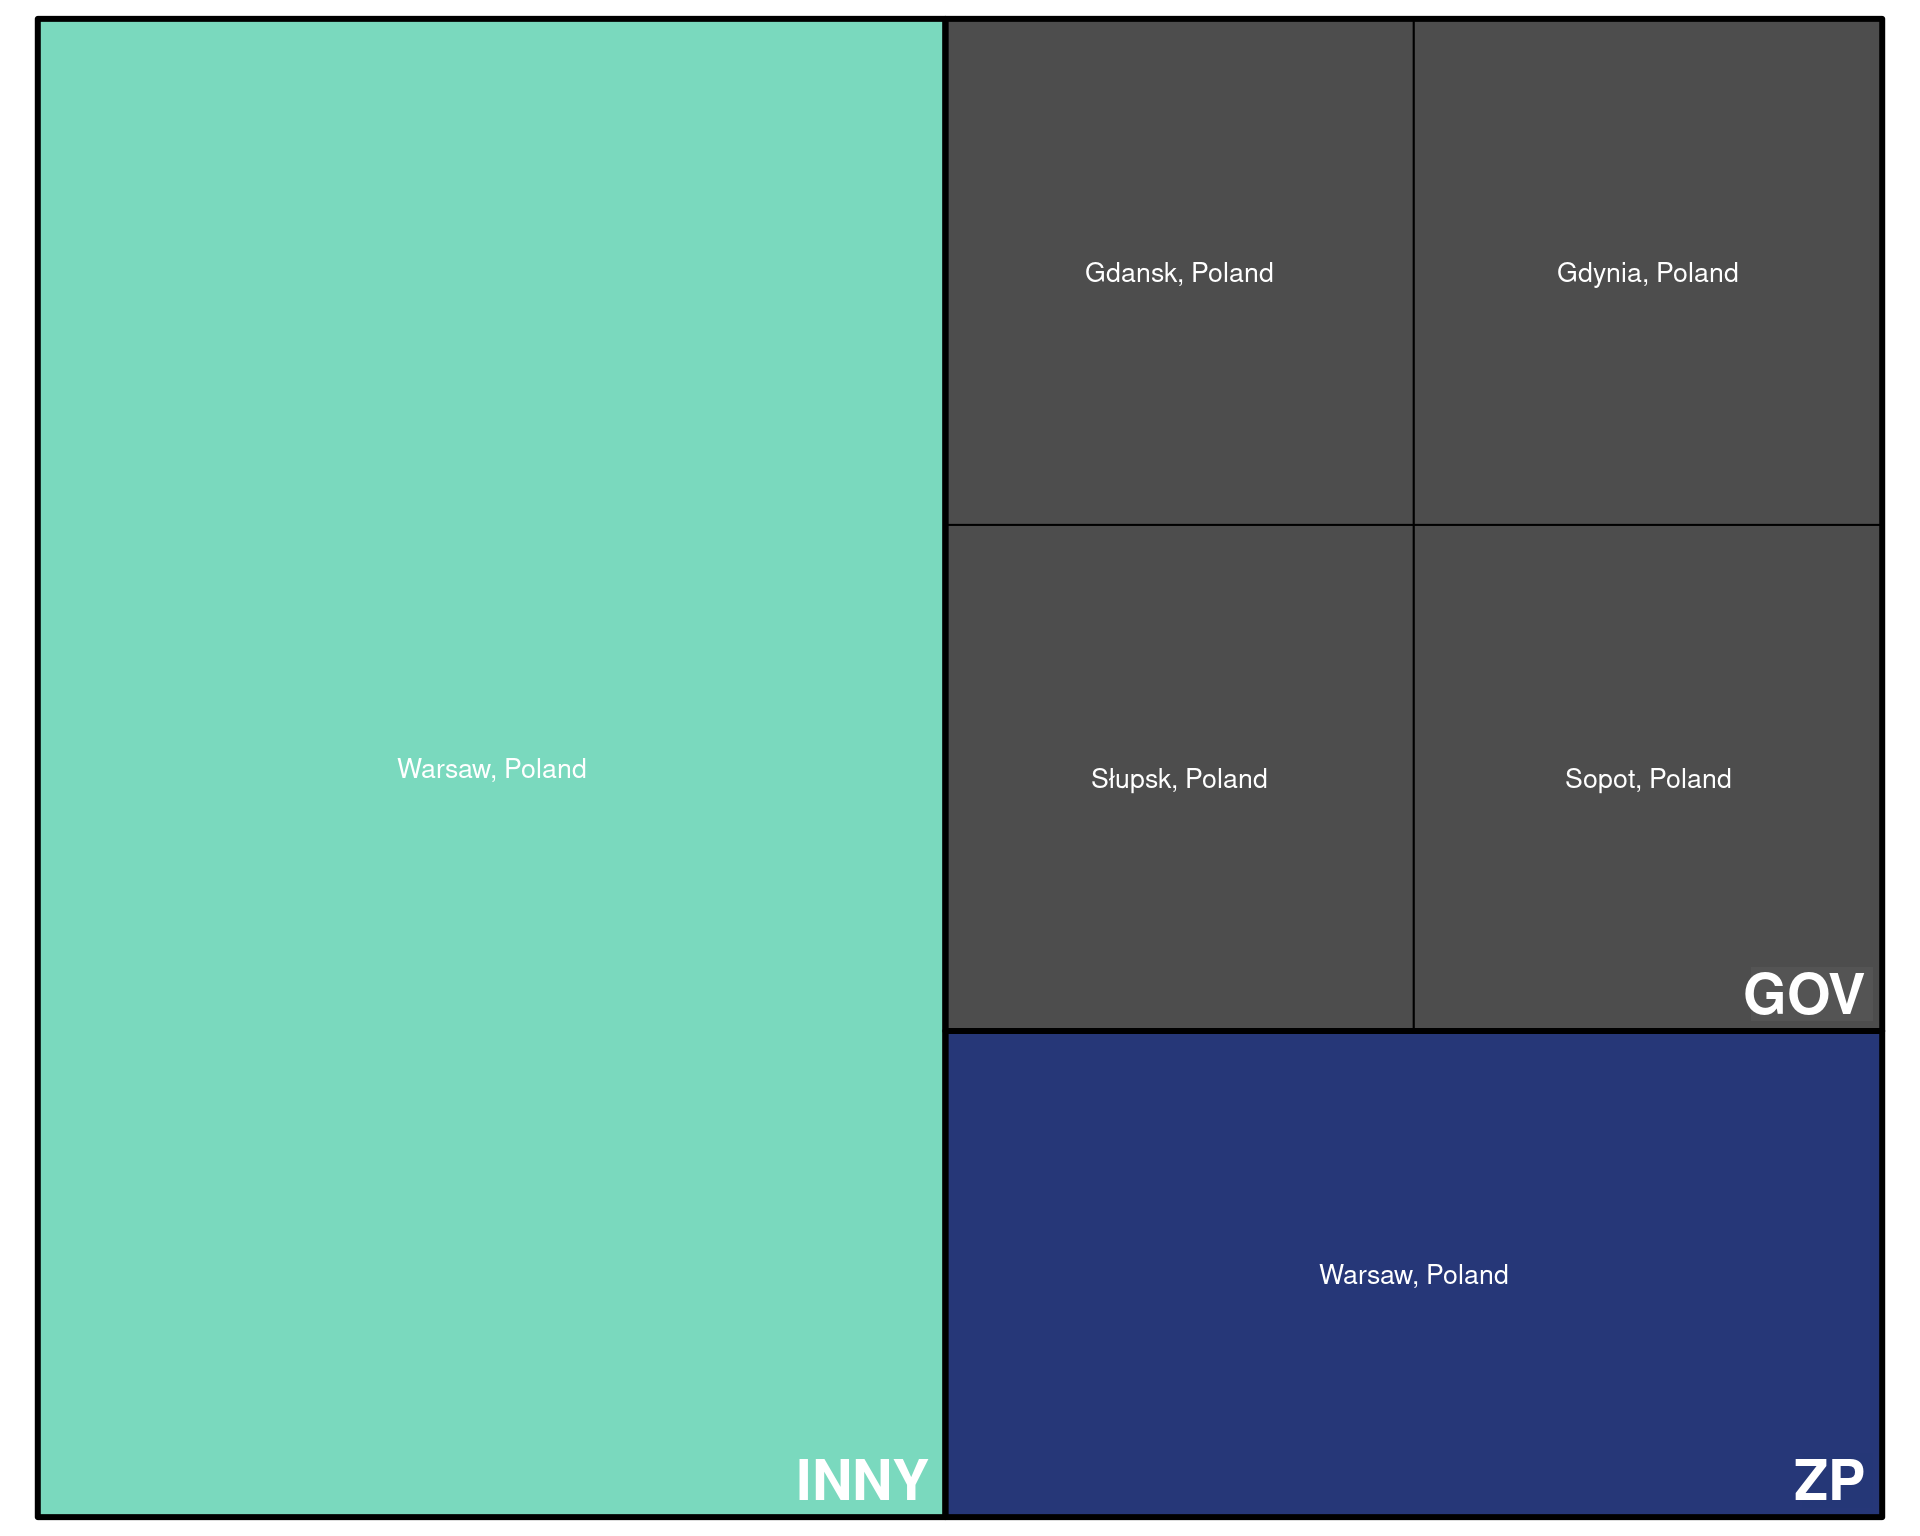 Warsaw, Poland
INNY
Gdansk, Poland
Gdynia, Poland
Słupsk, Poland
Sopot, Poland
GOV
Warsaw, Poland
ZP